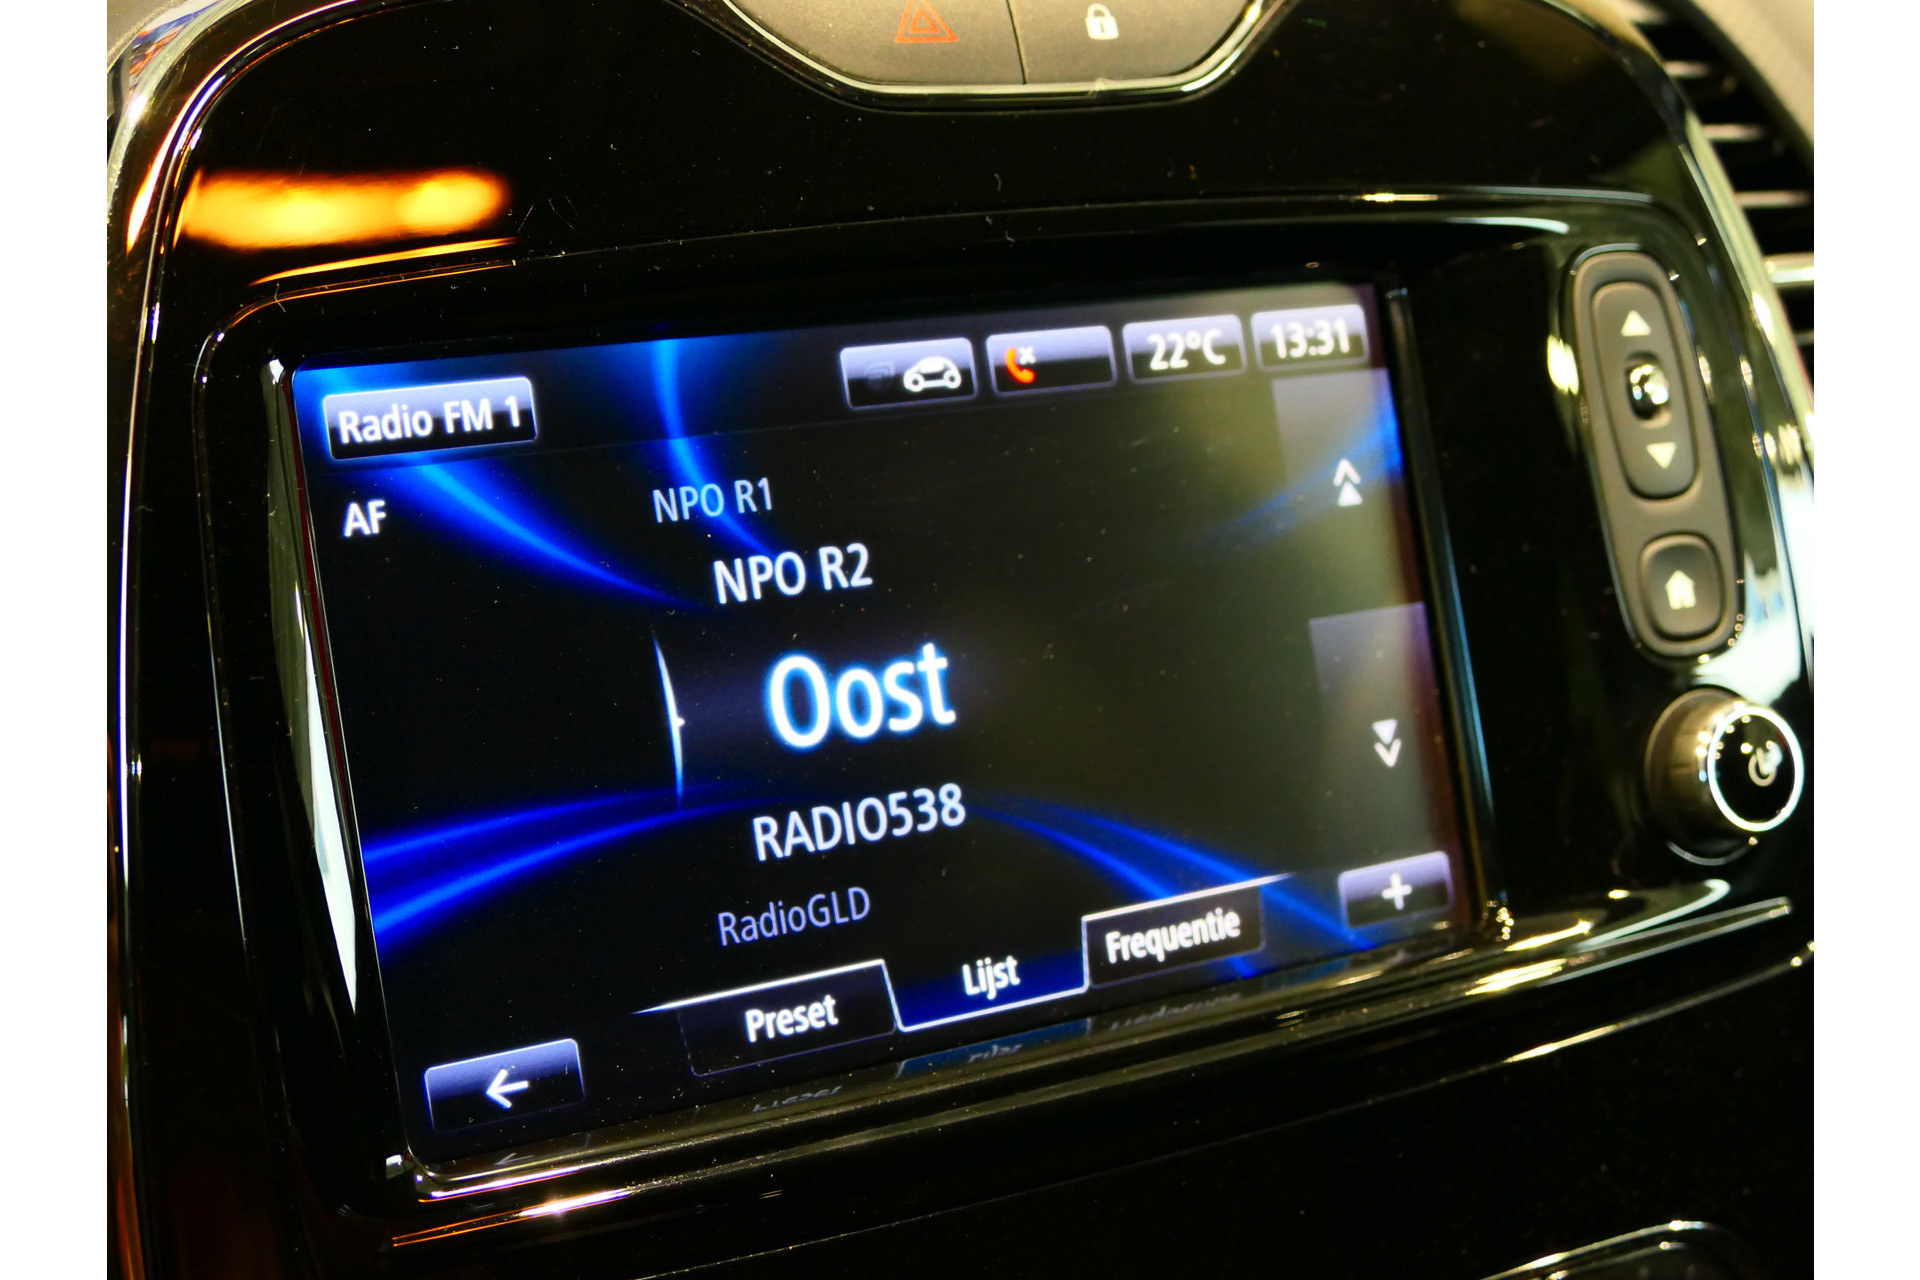 Radio FM 1
22°C
13:31
AF
NPO R1
NPO R2
Oost
RADIO538
RadioGLD
Preset
Lijst
Frequentie
+